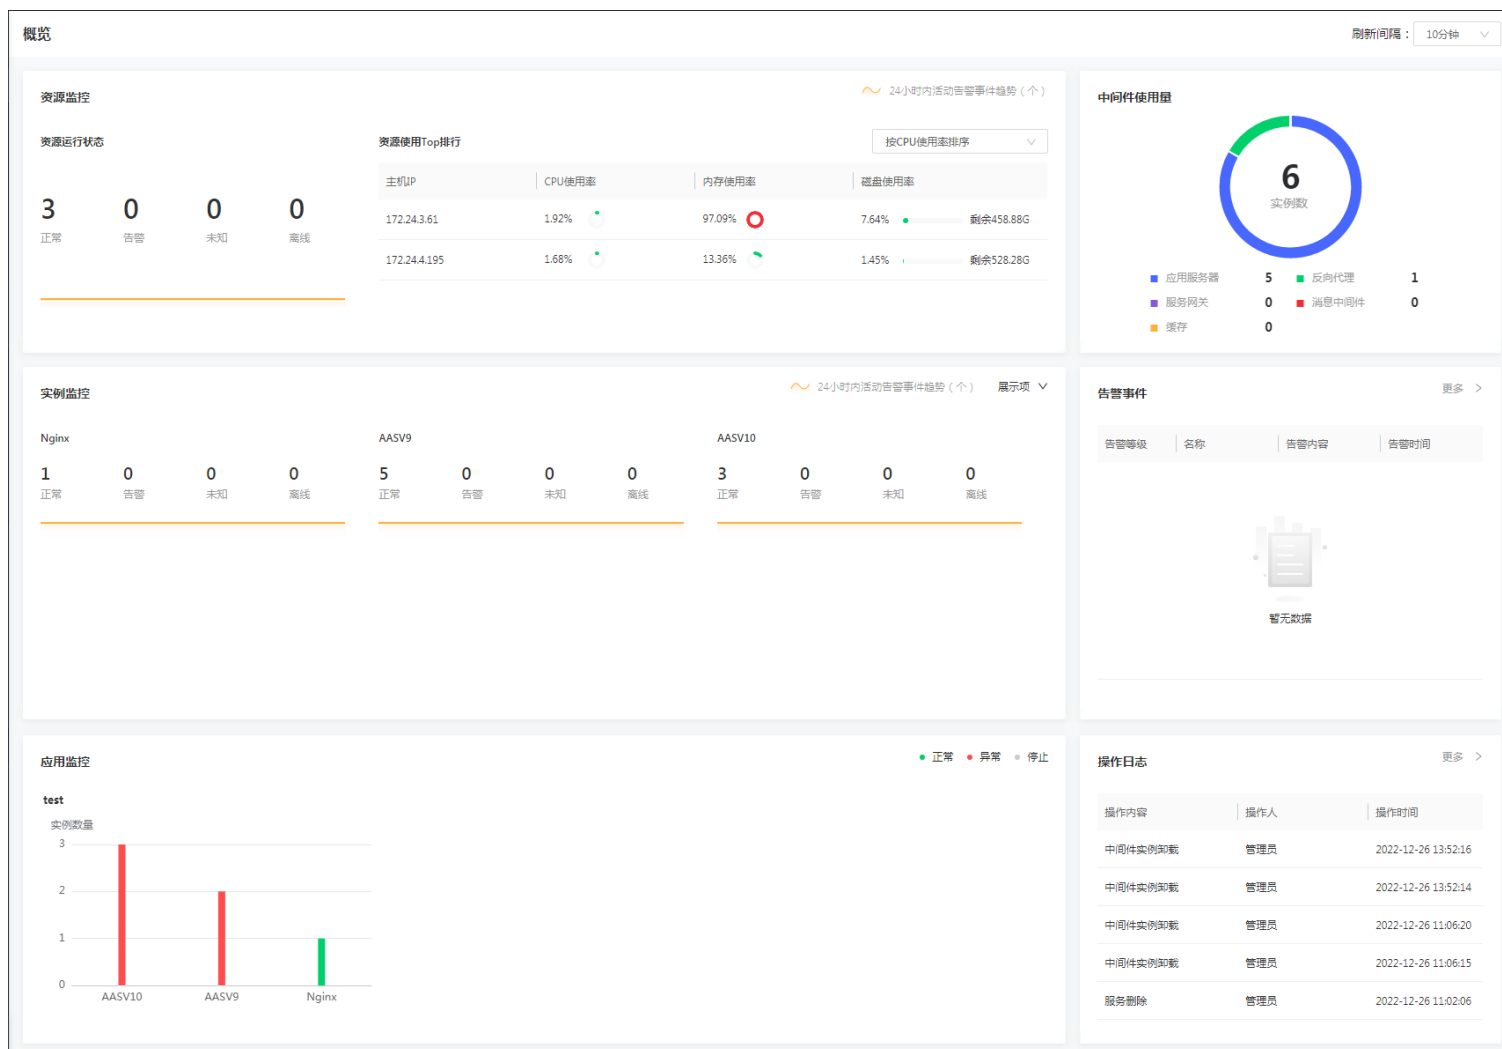 概览
刷新间隔： 10分钟
资源监控
24小时内活动告警事件趋势（个）
资源运行状态
3 0 0 0
正常 告警 未知 离线
资源使用Top排行
按CPU使用率排序
主机IP CPU使用率 内存使用率 磁盘使用率
172.24.3.61 1.92% 97.09% 7.64% 剩余458.88G
172.24.4.195 1.68% 13.36% 1.45% 剩余528.28G
中间件使用量
6
实例数
应用服务器 5 反向代理 1
服务网关 0 消息中间件 0
缓存 0
实例监控
24小时内活动告警事件趋势（个） 展示项
Nginx AASV9 AASV10
1 0 0 0 5 0 0 0 3 0 0 0
正常 告警 未知 离线 正常 告警 未知 离线 正常 告警 未知 离线
告警事件 更多
告警等级 名称 告警内容 告警时间
暂无数据
应用监控
正常 异常 停止
test
实例数量
3
2
1
0
AASV10 AASV9 Nginx
操作日志 更多
操作内容 操作人 操作时间
中间件实例卸载 管理员 2022-12-26 13:52:16
中间件实例卸载 管理员 2022-12-26 13:52:14
中间件实例卸载 管理员 2022-12-26 11:06:20
中间件实例卸载 管理员 2022-12-26 11:06:15
服务删除 管理员 2022-12-26 11:02:06